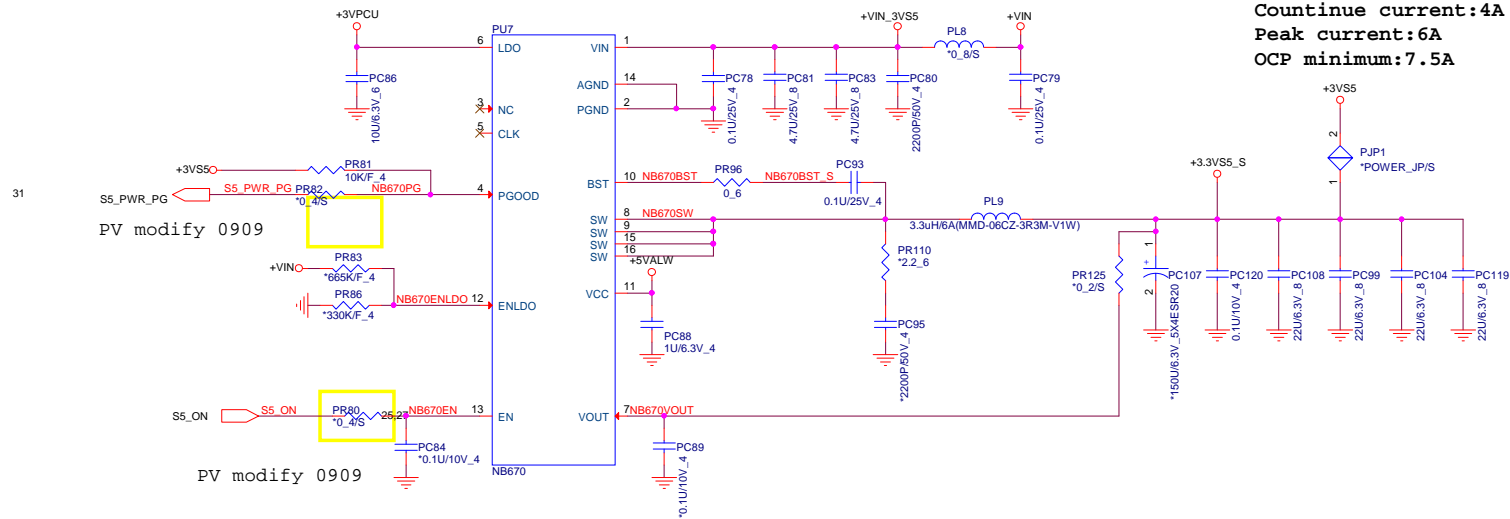 Countinue current:4A
Peak current:6A
OCP minimum:7.5A
+3VPCU
PU7
+VIN_3VS5
+VIN
PL8
*0_8/S
6
LDO
VIN
1
PC86
10U/6.3V_6
AGND
14
PGND
2
PC78
0.1U/25V_4
PC81
4.7U/25V_8
PC83
4.7U/25V_8
PC80
2200P/50V_4
PC79
0.1U/25V_4
3
NC
5
CLK
+3VS5
2
PJP1
*POWER_JP/S
1
+3VS5
PR81
10K/F_4
31
S5_PWR_PG
S5_PWR_PG
PR82
*0_4/S
NB670PG
4
PGOOD
PV modify 0909
BST
10
NB670BST
PR96
0_6
NB670BST_S
PC93
0.1U/25V_4
+3.3VS5_S
SW
8
NB670SW
SW
9
SW
15
SW
16
PL9
3.3uH/6A(MMD-06CZ-3R3M-V1W)
+VIN
PR83
*665K/F_4
PR86
*330K/F_4
NB670ENLDO
12
ENLDO
+5VALW
VCC
11
PC88
1U/6.3V_4
PR110
*2.2_6
PC95
*2200P/50V_4
PR125
*0_2/S
1
+
2
PC107
*150U/6.3V_5X4ESR20
PC120
0.1U/10V_4
PC108
22U/6.3V_8
PC99
22U/6.3V_8
PC104
22U/6.3V_8
PC119
22U/6.3V_8
S5_ON
S5_ON
PR80
*0_4/S
25,27
NB670EN
13
EN
VOUT
7
NB670VOUT
PC84
*0.1U/10V_4
PC89
*0.1U/10V_4
PV modify 0909
NB670